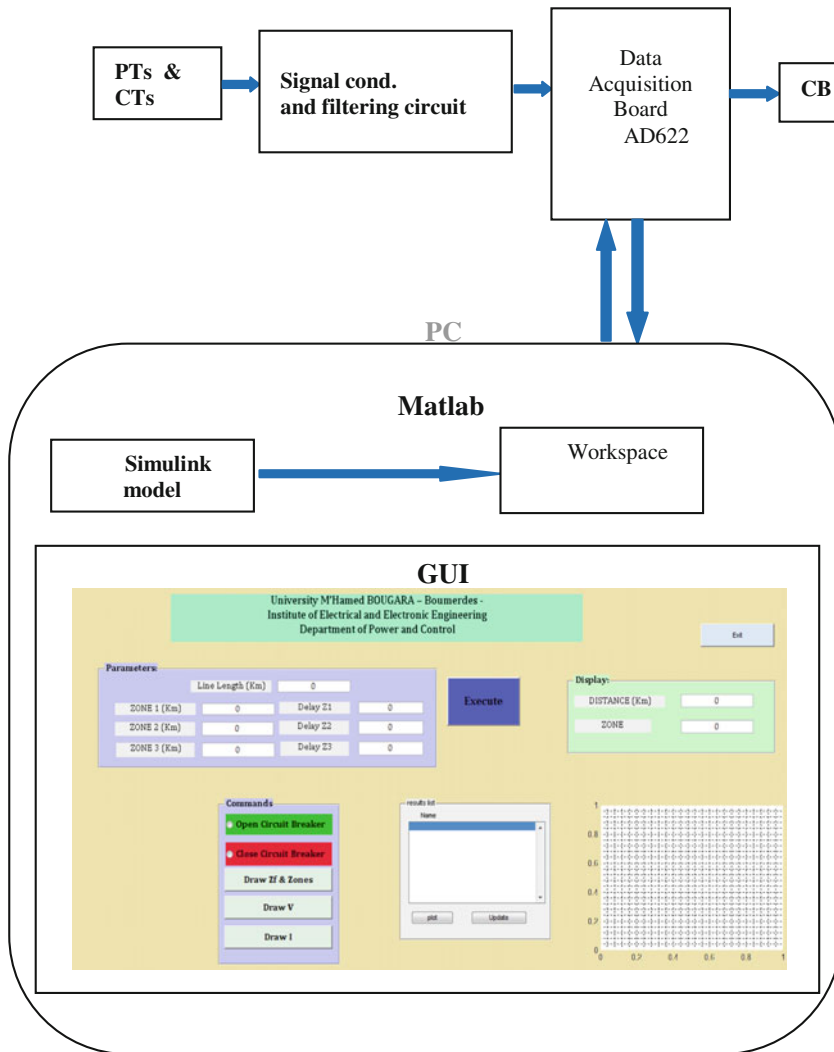 PTs &
CTs
Signal cond.
and filtering circuit
Data
Acquisition
Board
AD622
CB
PC
Matlab
Simulink
model
Workspace
GUI
University M'Hamed BOUGARA – Boumerdes -
Institute of Electrical and Electronic Engineering
Department of Power and Control
Exit
Parameters:
Line Length (Km) 0
ZONE 1 (Km) 0 Delay Z1 0
ZONE 2 (Km) 0 Delay Z2 0
ZONE 3 (Km) 0 Delay Z3 0
Execute
Display:
DISTANCE (Km) 0
ZONE 0
Commands
Open Circuit Breaker
Close Circuit Breaker
Draw Zf & Zones
Draw V
Draw I
results list
Name
plot Update
1
0.8
0.6
0.4
0.2
0
0 0.2 0.4 0.6 0.8 1